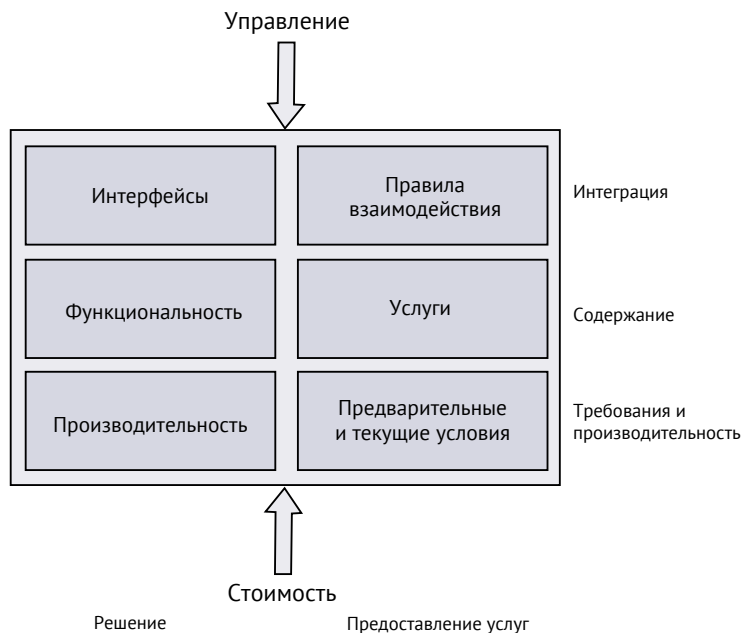 Управление
Интерфейсы
Правила
взаимодействия
Интеграция
Функциональность
Услуги
Содержание
Производительность
Предварительные
и текущие условия
Требования и
производительность
Стоимость
Решение
Предоставление услуг